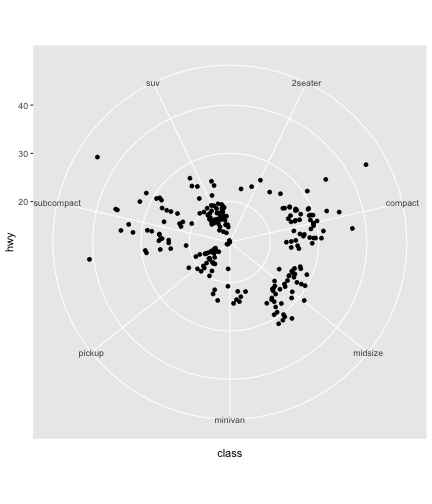 suv
2seater
40
30
20
subcompact
compact
hwy
pickup
midsize
minivan
class